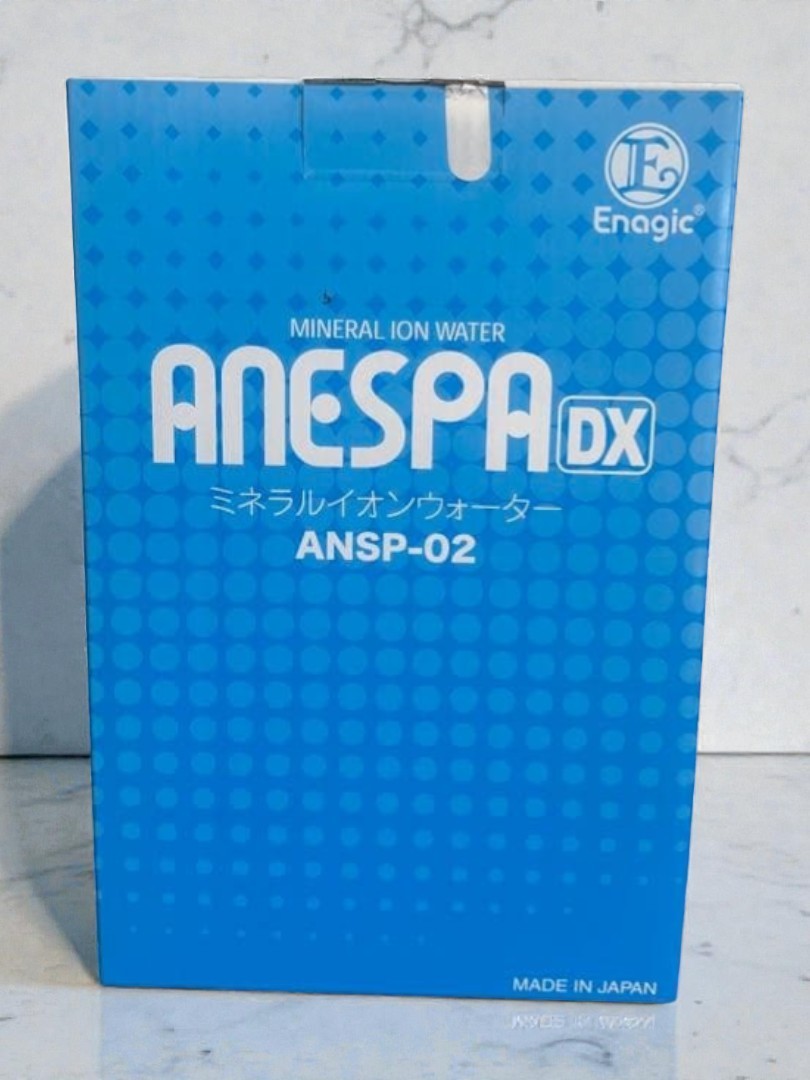 Enagic®
MINERAL ION WATER
ANESPA DX
ミネラルイオンウォーター
ANSP-02
MADE IN JAPAN